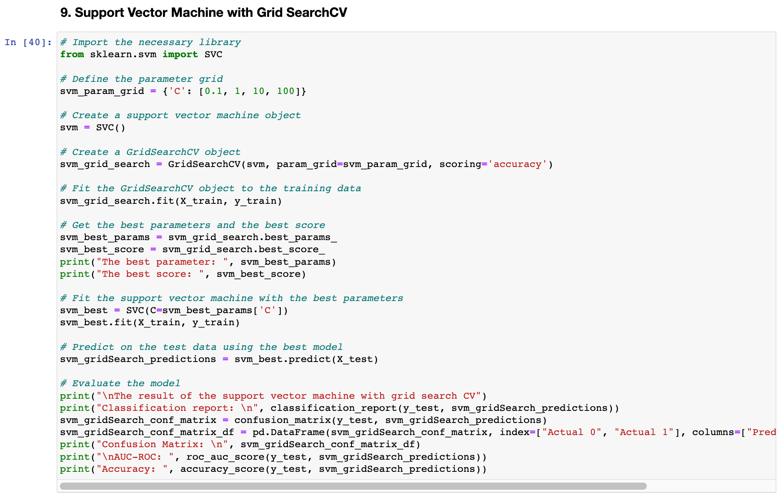 9. Support Vector Machine with Grid SearchCV
In [40]:
# Import the necessary library
from sklearn.svm import SVC
# Define the parameter grid
svm_param_grid = {'C': [0.1, 1, 10, 100]}
# Create a support vector machine object
svm = SVC()
# Create a GridSearchCV object
svm_grid_search = GridSearchCV(svm, param_grid=svm_param_grid, scoring='accuracy')
# Fit the GridSearchCV object to the training data
svm_grid_search.fit(X_train, y_train)
# Get the best parameters and the best score
svm_best_params = svm_grid_search.best_params_
svm_best_score = svm_grid_search.best_score_
print("The best parameter: ", svm_best_params)
print("The best score: ", svm_best_score)
# Fit the support vector machine with the best parameters
svm_best = SVC(C=svm_best_params['C'])
svm_best.fit(X_train, y_train)
# Predict on the test data using the best model
svm_gridSearch_predictions = svm_best.predict(X_test)
# Evaluate the model
print("\nThe result of the support vector machine with grid search CV")
print("Classification report: \n", classification_report(y_test, svm_gridSearch_predictions))
svm_gridSearch_conf_matrix = confusion_matrix(y_test, svm_gridSearch_predictions)
svm_gridSearch_conf_matrix_df = pd.DataFrame(svm_gridSearch_conf_matrix, index=["Actual 0", "Actual 1"], columns=["Pred
print("Confusion Matrix: \n", svm_gridSearch_conf_matrix_df)
print("\nAUC-ROC: ", roc_auc_score(y_test, svm_gridSearch_predictions))
print("Accuracy: ", accuracy_score(y_test, svm_gridSearch_predictions))